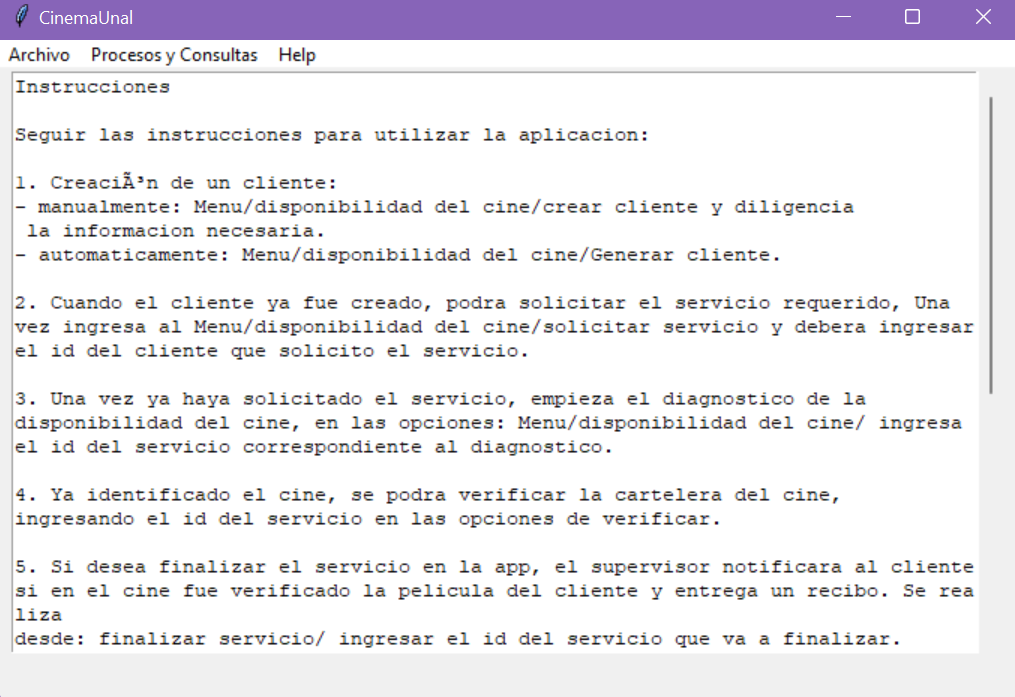 CinemaUnal
Archivo Procesos y Consultas Help
Instrucciones
Seguir las instrucciones para utilizar la aplicacion:
1. CreaciÃ³n de un cliente:
- manualmente: Menu/disponibilidad del cine/crear cliente y diligencia
la informacion necesaria.
- automaticamente: Menu/disponibilidad del cine/Generar cliente.
2. Cuando el cliente ya fue creado, podra solicitar el servicio requerido, Una
vez ingresa al Menu/disponibilidad del cine/solicitar servicio y debera ingresar
el id del cliente que solicito el servicio.
3. Una vez ya haya solicitado el servicio, empieza el diagnostico de la
disponibilidad del cine, en las opciones: Menu/disponibilidad del cine/ ingresa
el id del servicio correspondiente al diagnostico.
4. Ya identificado el cine, se podra verificar la cartelera del cine,
ingresando el id del servicio en las opciones de verificar.
5. Si desea finalizar el servicio en la app, el supervisor notificara al cliente
si en el cine fue verificado la pelicula del cliente y entrega un recibo. Se rea
liza
desde: finalizar servicio/ ingresar el id del servicio que va a finalizar.